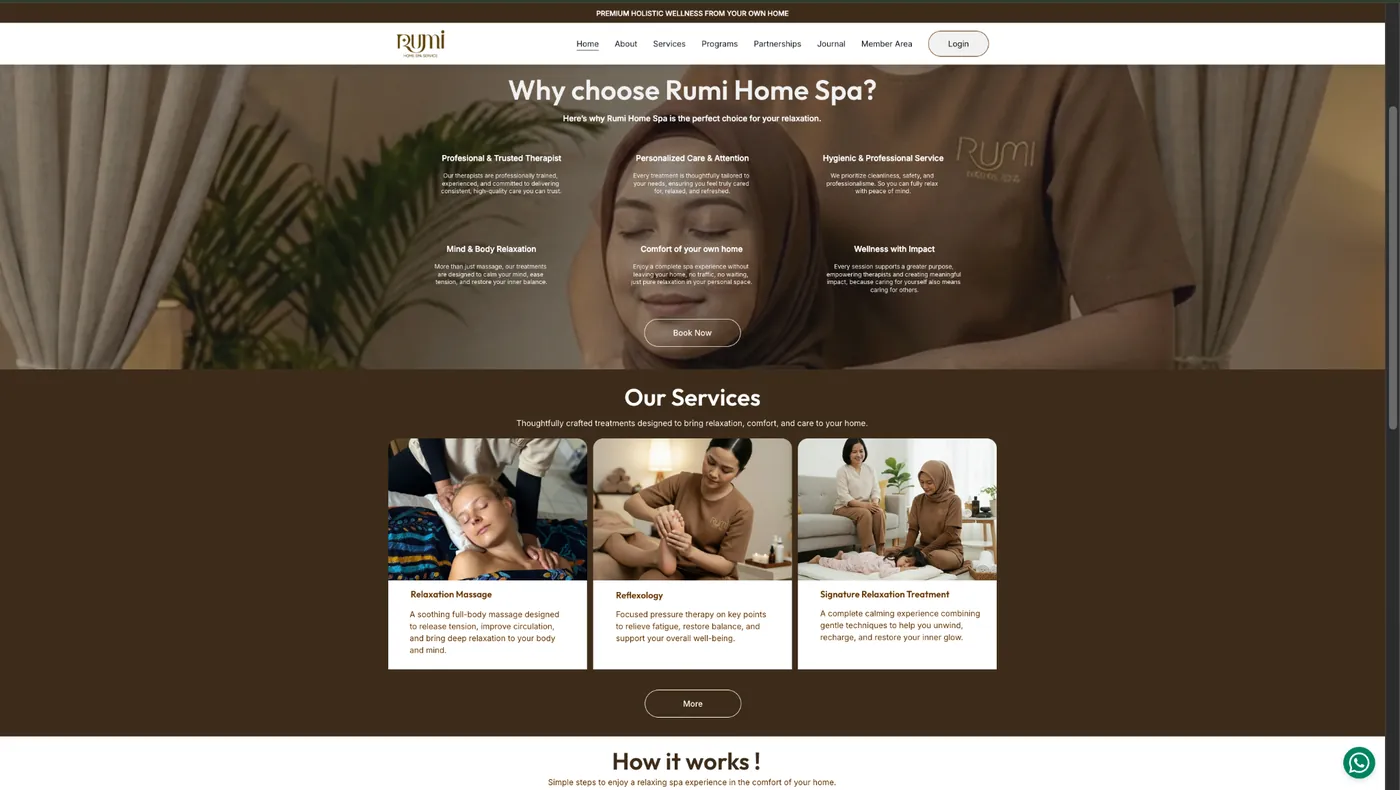 PREMIUM HOLISTIC WELLNESS FROM YOUR OWN HOME
Rumi
HOME SPA SERVICE
Home About Services Programs Partnerships Journal Member Area Login
Why choose Rumi Home Spa?
Here's why Rumi Home Spa is the perfect choice for your relaxation.
Profesional & Trusted Therapist
Our therapists are professionally trained,
experienced, and committed to delivering
consistent, high-quality care you can trust.
Personalized Care & Attention
Every treatment is thoughtfully tailored to
your needs, ensuring you feel truly cared
for, relaxed, and refreshed.
Hygienic & Professional Service
We prioritize cleanliness, safety, and
professionalisme. So you can fully relax
with peace of mind.
Rumi
Mind & Body Relaxation
More than just massage, our treatments
are designed to calm your mind, ease
tension, and restore your inner balance.
Comfort of your own home
Enjoy a complete spa experience without
leaving your home, no traffic, no waiting,
just pure relaxation in your personal space.
Wellness with Impact
Every session supports a greater purpose,
empowering therapists and creating meaningful
impact, because caring for yourself also means
caring for others.
Book Now
Our Services
Thoughtfully crafted treatments designed to bring relaxation, comfort, and care to your home.
Relaxation Massage
A soothing full-body massage designed
to release tension, improve circulation,
and bring deep relaxation to your body
and mind.
Reflexology
Focused pressure therapy on key points
to relieve fatigue, restore balance, and
support your overall well-being.
Signature Relaxation Treatment
A complete calming experience combining
gentle techniques to help you unwind,
recharge, and restore your inner glow.
More
How it works !
Simple steps to enjoy a relaxing spa experience in the comfort of your home.